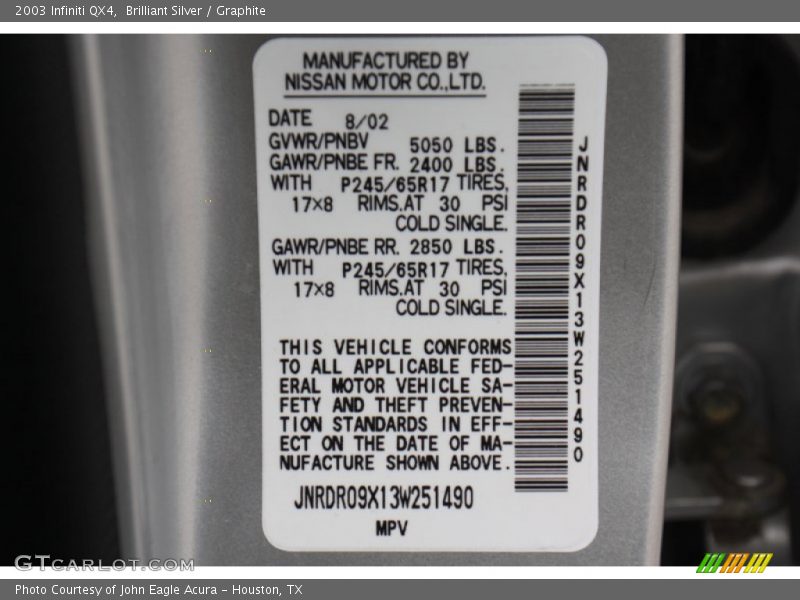 2003 Infiniti QX4, Brilliant Silver / Graphite
MANUFACTURED BY
NISSAN MOTOR CO.,LTD.
DATE 8/02
GVWR/PNBV 5050 LBS.
GAWR/PNBE FR. 2400 LBS.
WITH P245/65R17 TIRES,
17×8 RIMS.AT 30 PSI
COLD SINGLE.
GAWR/PNBE RR. 2850 LBS.
WITH P245/65R17 TIRES,
17×8 RIMS.AT 30 PSI
COLD SINGLE.
THIS VEHICLE CONFORMS
TO ALL APPLICABLE FED-
ERAL MOTOR VEHICLE SA-
FETY AND THEFT PREVEN-
TION STANDARDS IN EFF-
ECT ON THE DATE OF MA-
NUFACTURE SHOWN ABOVE.
JNRDR09X13W251490
MPV
JNRDR09X13W251490
GTCarLot.com
Photo Courtesy of John Eagle Acura - Houston, TX